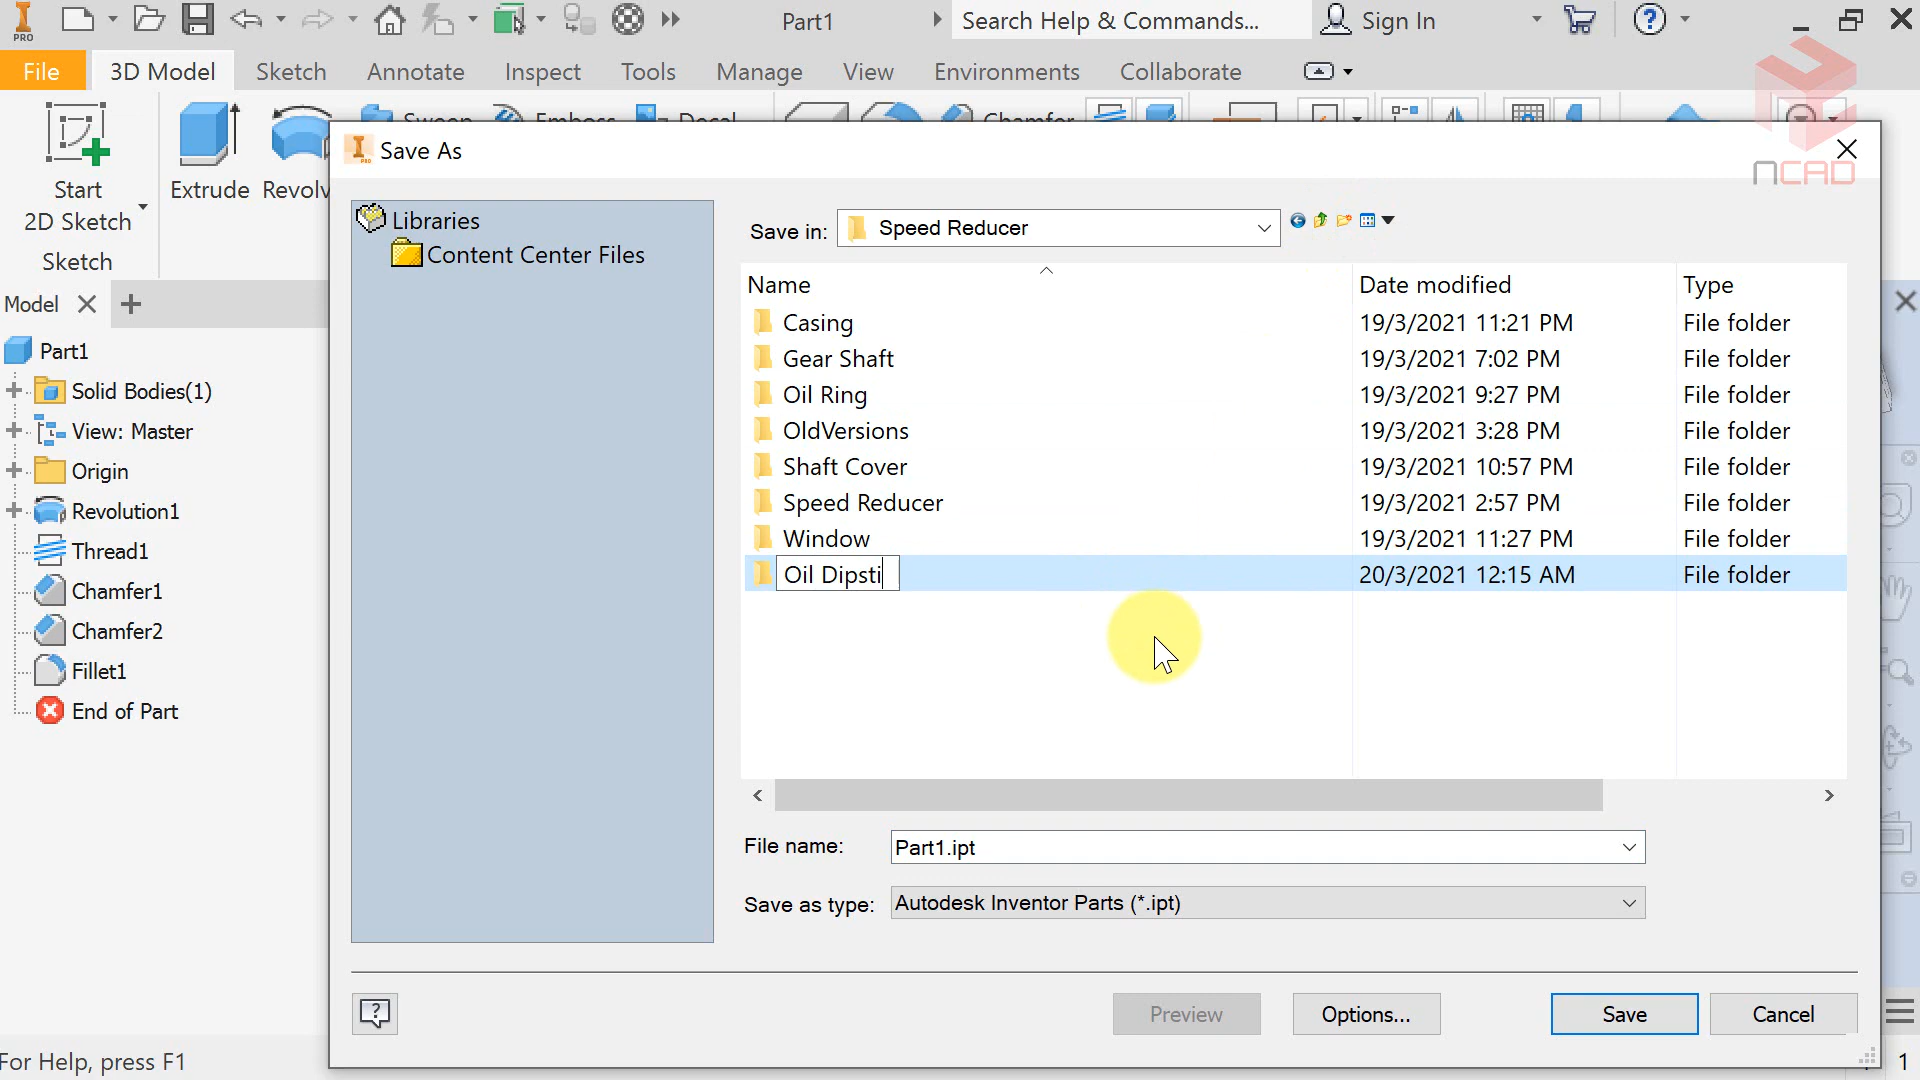 PRO
Part1
Search Help & Commands...
Sign In
File
3D Model
Sketch
Annotate
Inspect
Tools
Manage
View
Environments
Collaborate
Sweep
Emboss
Decal
Chamfer
Start
2D Sketch
Extrude
Revolv
Sketch
NCAD
Save As
Libraries
Content Center Files
Save in:
Speed Reducer
Model
Part1
Solid Bodies(1)
View: Master
Origin
Revolution1
Thread1
Chamfer1
Chamfer2
Fillet1
End of Part
Name Date modified Type
Casing 19/3/2021 11:21 PM File folder
Gear Shaft 19/3/2021 7:02 PM File folder
Oil Ring 19/3/2021 9:27 PM File folder
OldVersions 19/3/2021 3:28 PM File folder
Shaft Cover 19/3/2021 10:57 PM File folder
Speed Reducer 19/3/2021 2:57 PM File folder
Window 19/3/2021 11:27 PM File folder
Oil Dipsti 20/3/2021 12:15 AM File folder
File name: Part1.ipt
Save as type: Autodesk Inventor Parts (*.ipt)
Preview
Options...
Save
Cancel
For Help, press F1
1